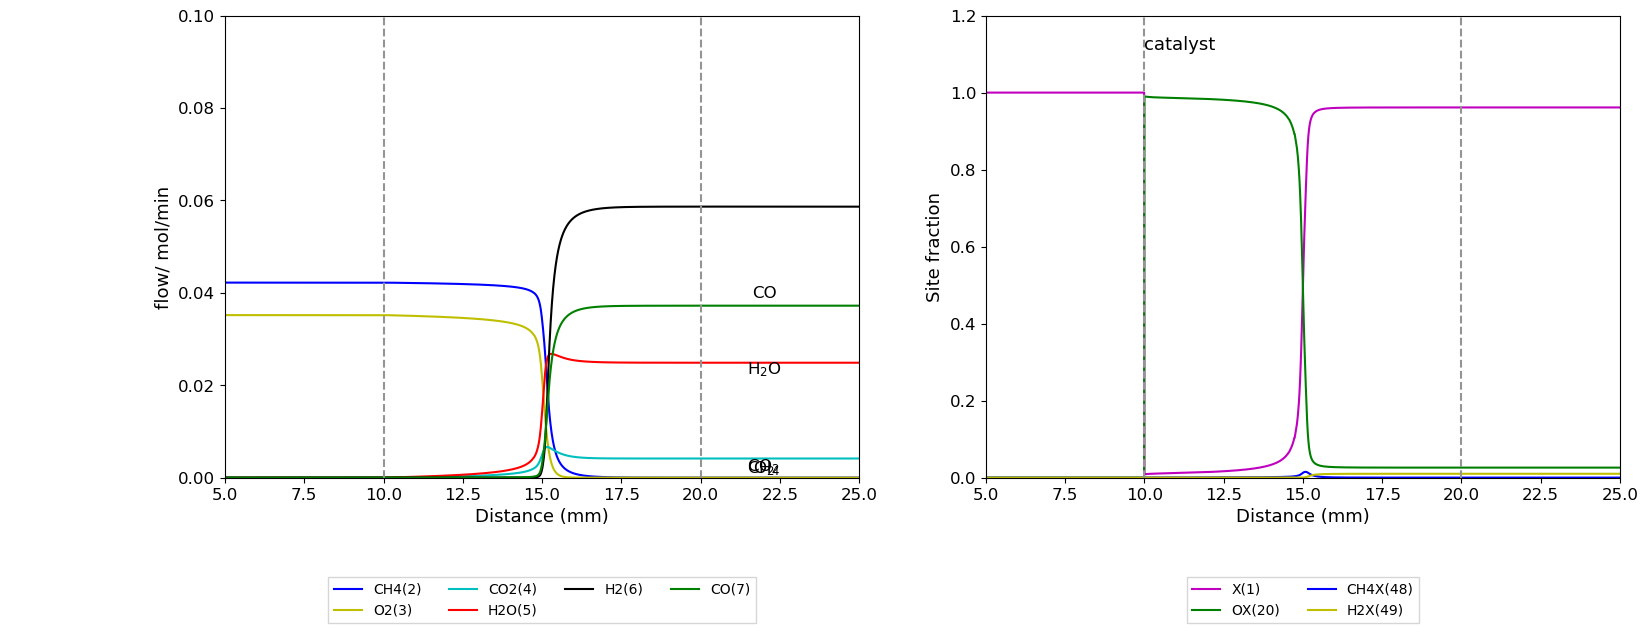 0.10
0.08
0.06
0.04
0.02
0.00
flow/ mol/min
CO
H₂O
5.0 7.5 10.0 12.5 15.0 17.5 20.0 22.5 25.0
Distance (mm)
CH4(2) CO2(4) H2(6) CO(7)
O2(3) H2O(5)
1.2
1.0
0.8
0.6
0.4
0.2
0.0
Site fraction
catalyst
5.0 7.5 10.0 12.5 15.0 17.5 20.0 22.5 25.0
Distance (mm)
X(1) CH4X(48)
OX(20) H2X(49)